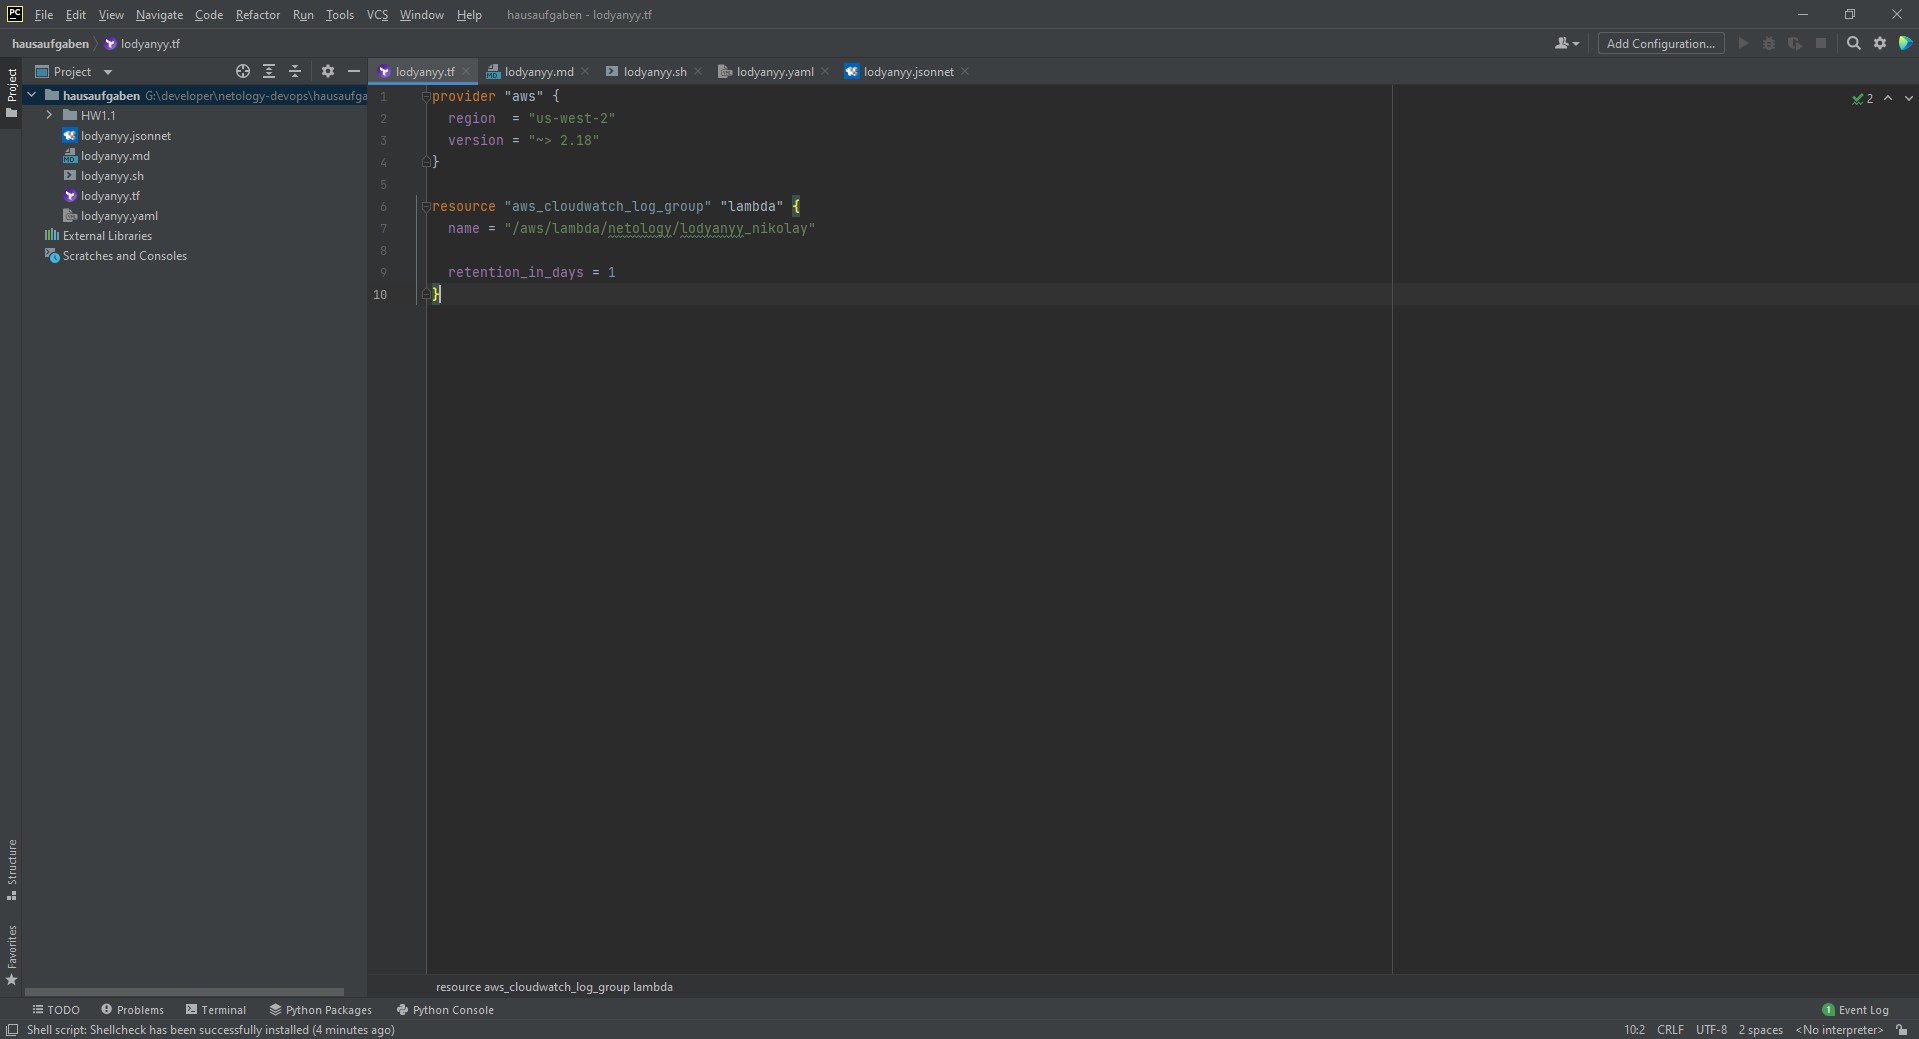 PC File Edit View Navigate Code Refactor Run Tools VCS Window Help hausaufgaben - lodyanyy.tf
hausaufgaben lodyanyy.tf Add Configuration...
Project
Project
lodyanyy.tf lodyanyy.md lodyanyy.sh lodyanyy.yaml lodyanyy.jsonnet
hausaufgaben G:\developer\netology-devops\hausaufga
HW1.1
lodyanyy.jsonnet
lodyanyy.md
lodyanyy.sh
lodyanyy.tf
lodyanyy.yaml
External Libraries
Scratches and Consoles
1 provider "aws" {
2 region  = "us-west-2"
3 version = "~> 2.18"
4 }
5
6 resource "aws_cloudwatch_log_group" "lambda" {
7 name = "/aws/lambda/netology/lodyanyy_nikolay"
8
9 retention_in_days = 1
10 }
2
Structure
Favorites
resource aws_cloudwatch_log_group lambda
TODO Problems Terminal Python Packages Python Console 1 Event Log
Shell script: Shellcheck has been successfully installed (4 minutes ago) 10:2 CRLF UTF-8 2 spaces <No interpreter>